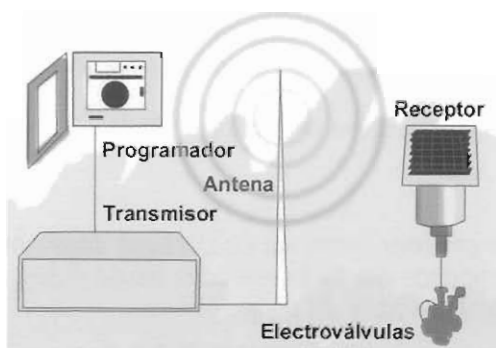 Receptor
Programador
Antena
Transmisor
Electroválvulas